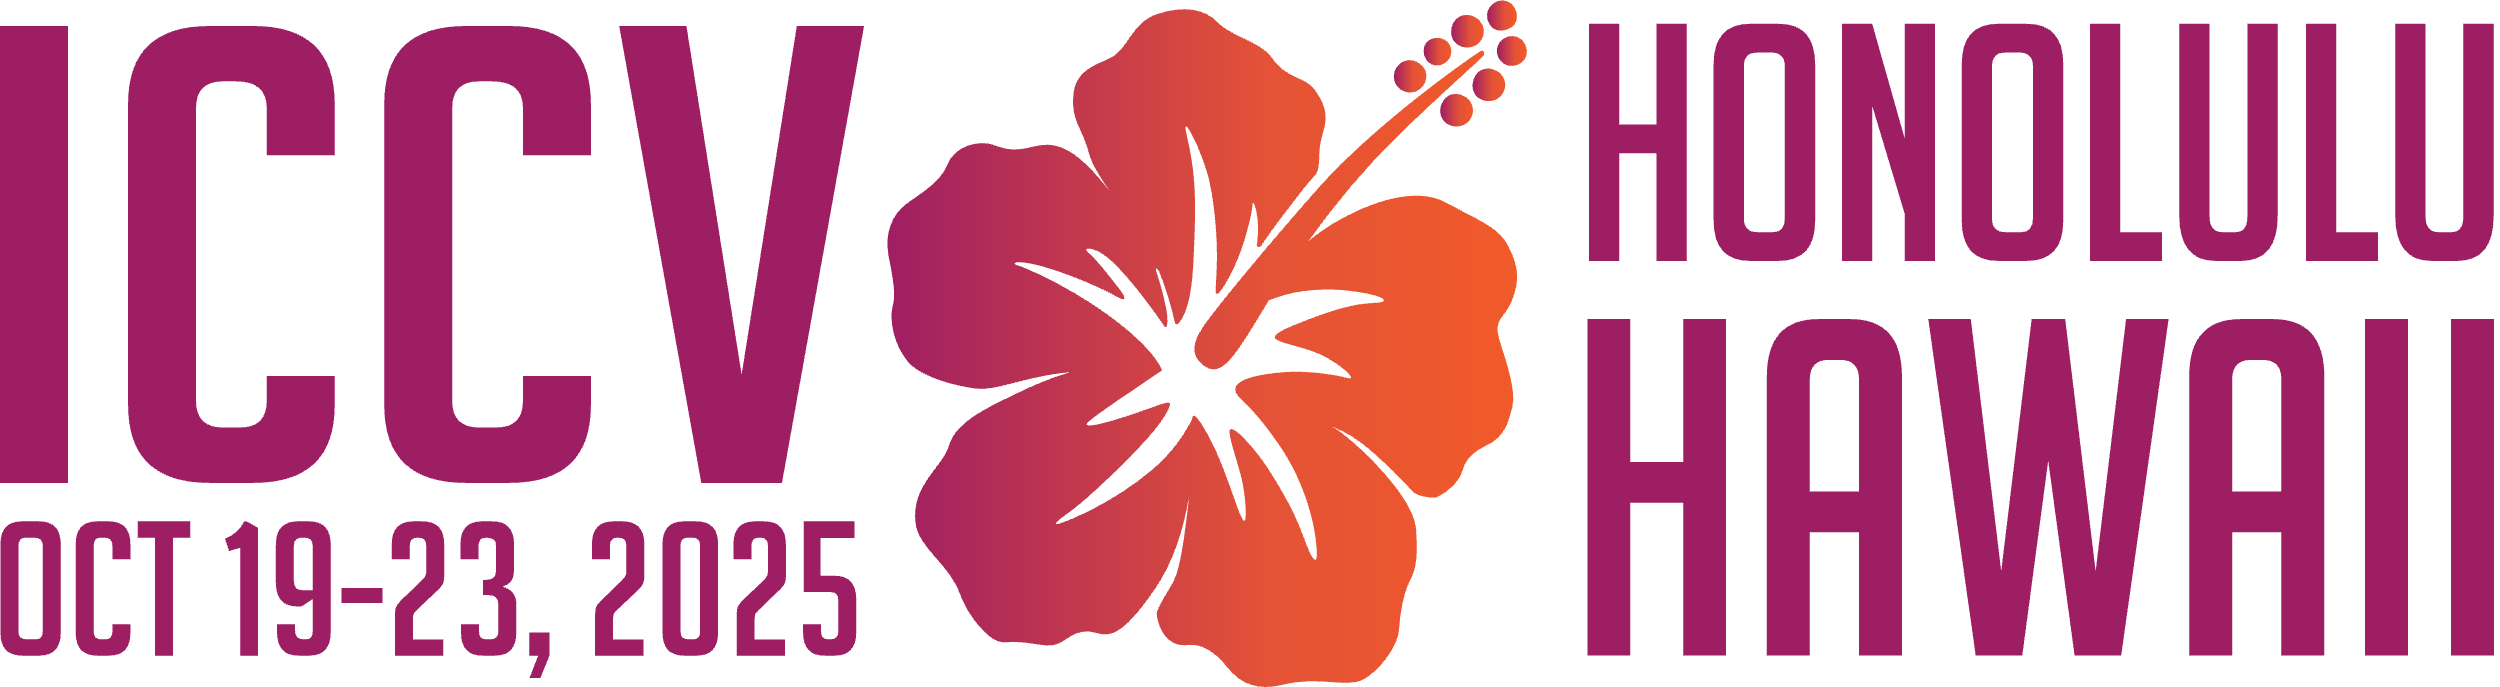 ICCV
OCT 19-23, 2025
HONOLULU
HAWAII